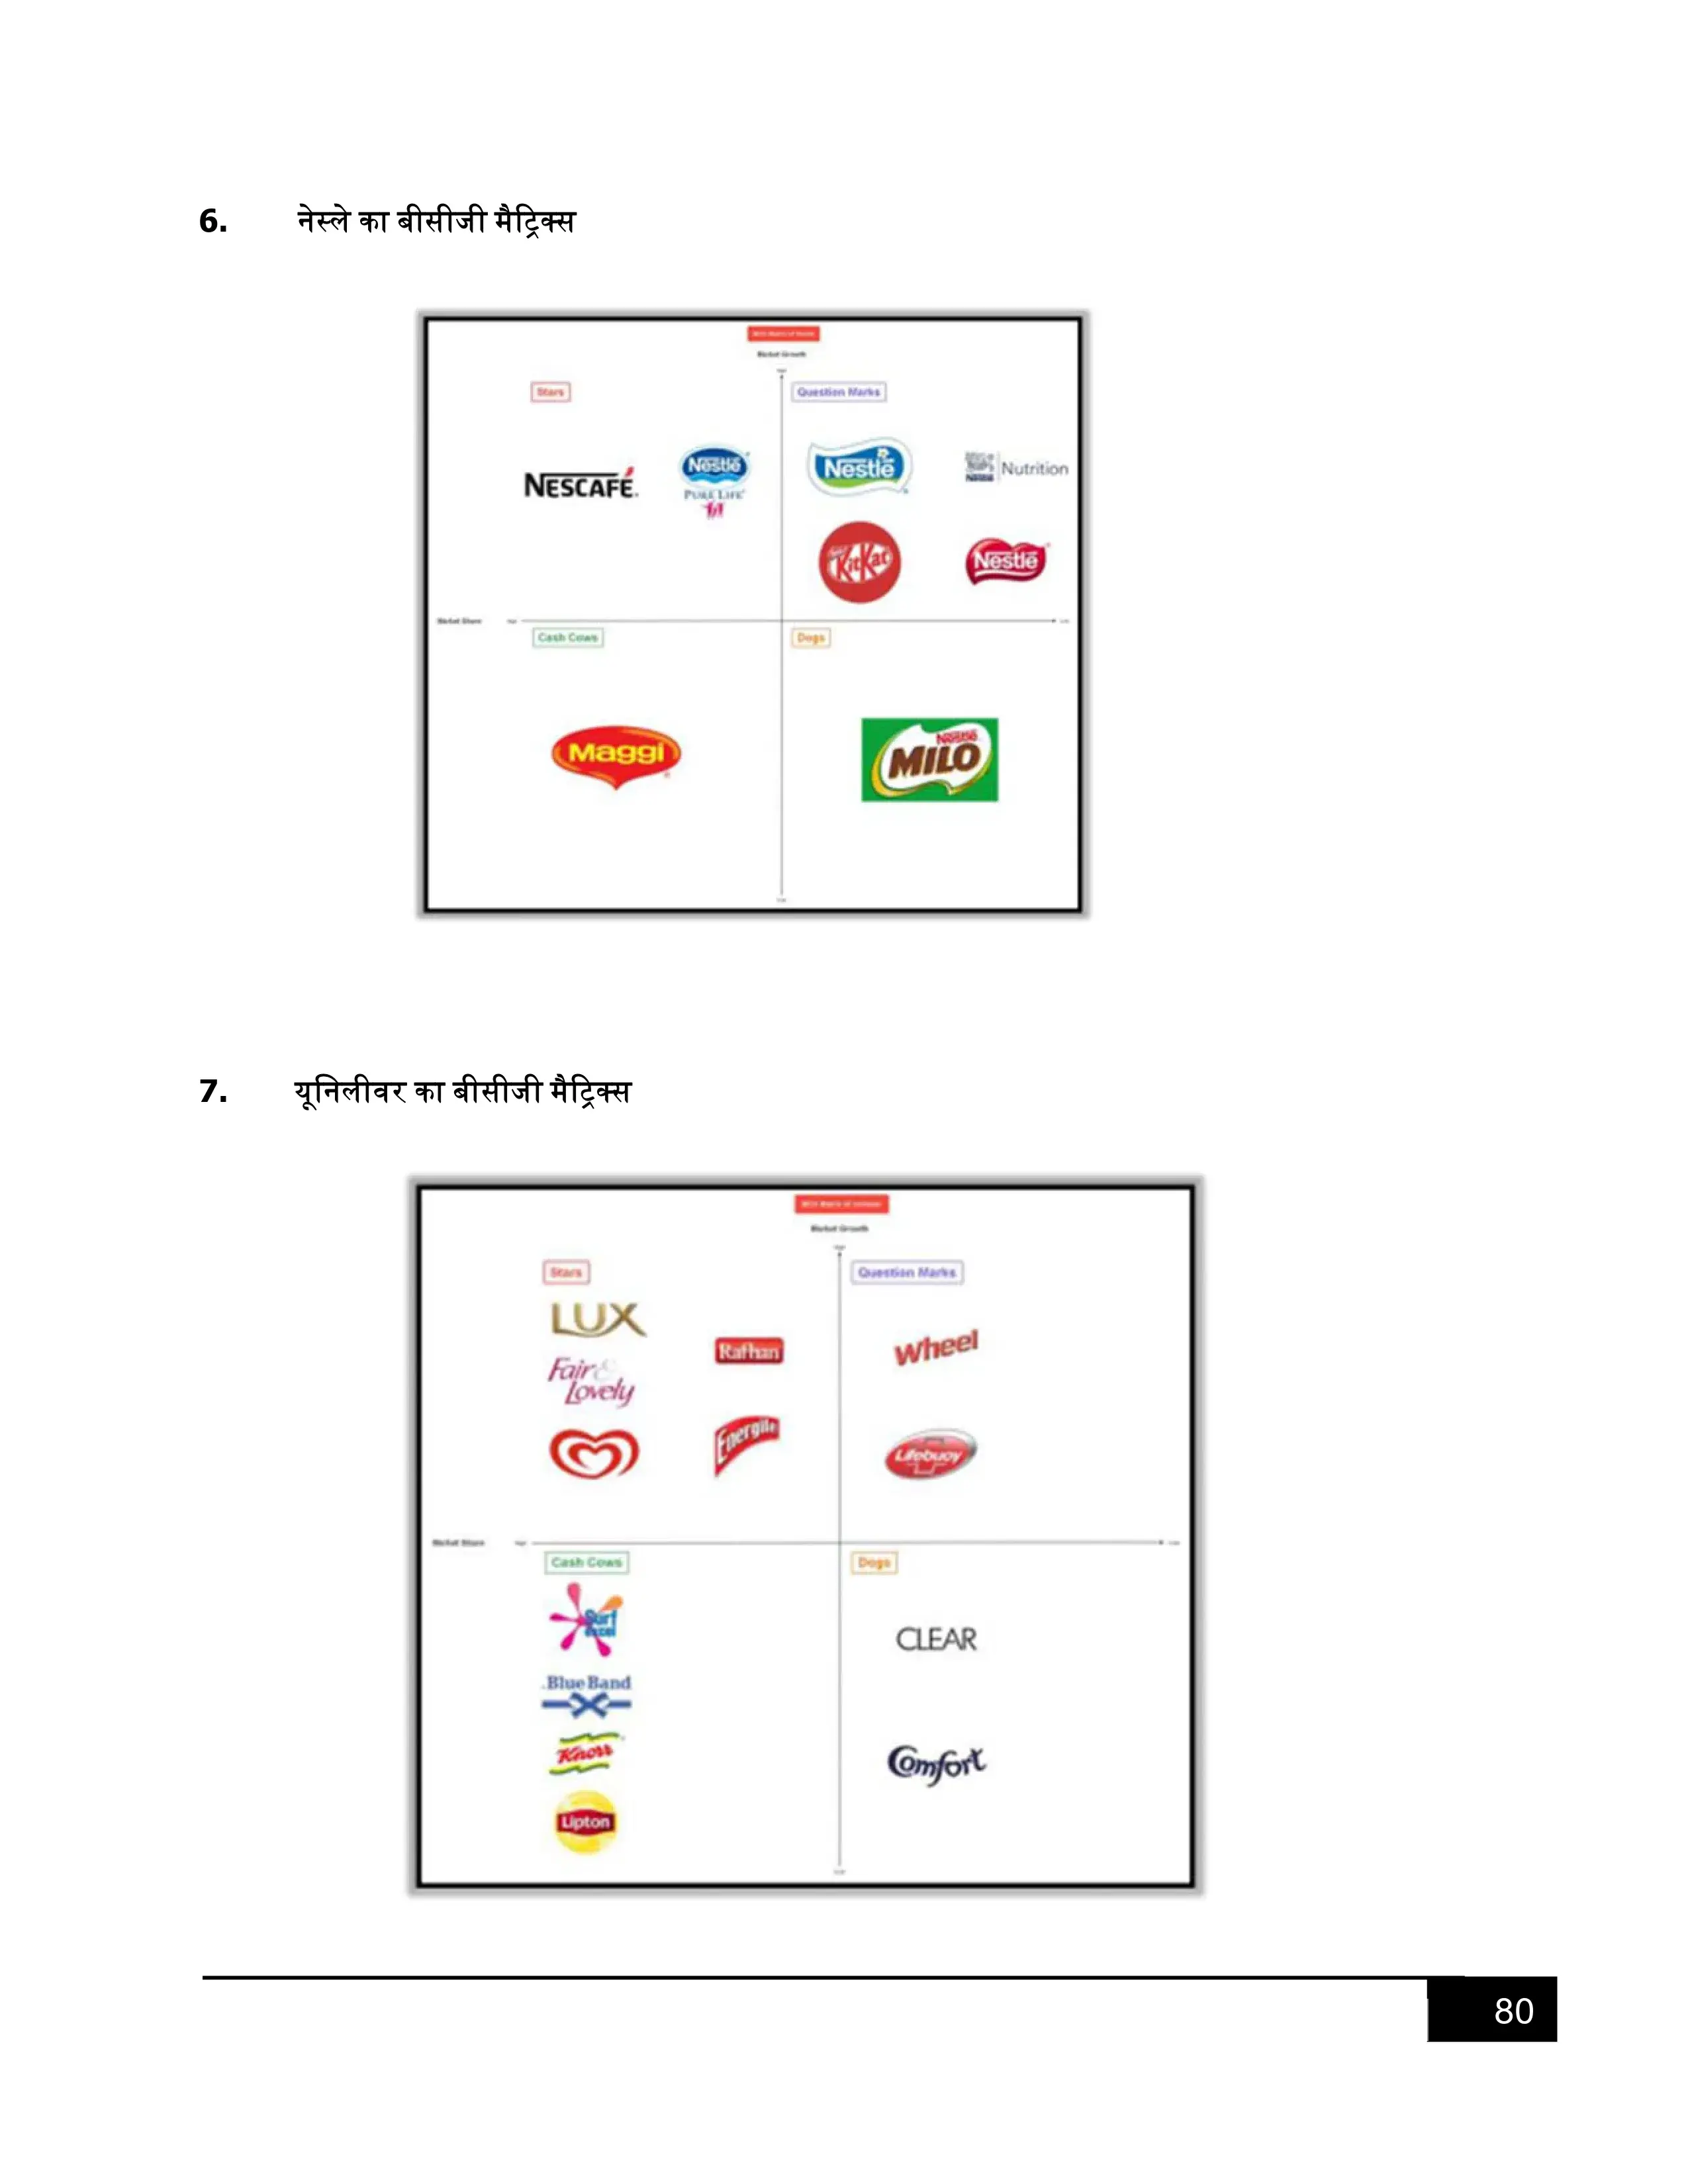 6. नेस्ले का बीसीजी मैट्रिक्स
Market Growth
Stars
Question Marks
NESCAFÉ
Nestlé
PURE LIFE
Nestlé
Nestlé Nutrition
KitKat
Nestlé
Market Share
Cash Cows
Dogs
Maggi
Nestlé
MILO
7. यूनिलीवर का बीसीजी मैट्रिक्स
Market Growth
Stars
Question Marks
LUX
Rafhan
Wheel
Fair & Lovely
Energile
Lifebuoy
Market Share
Cash Cows
Dogs
Surf excel
CLEAR
Blue Band
Knorr
Comfort
Lipton
80